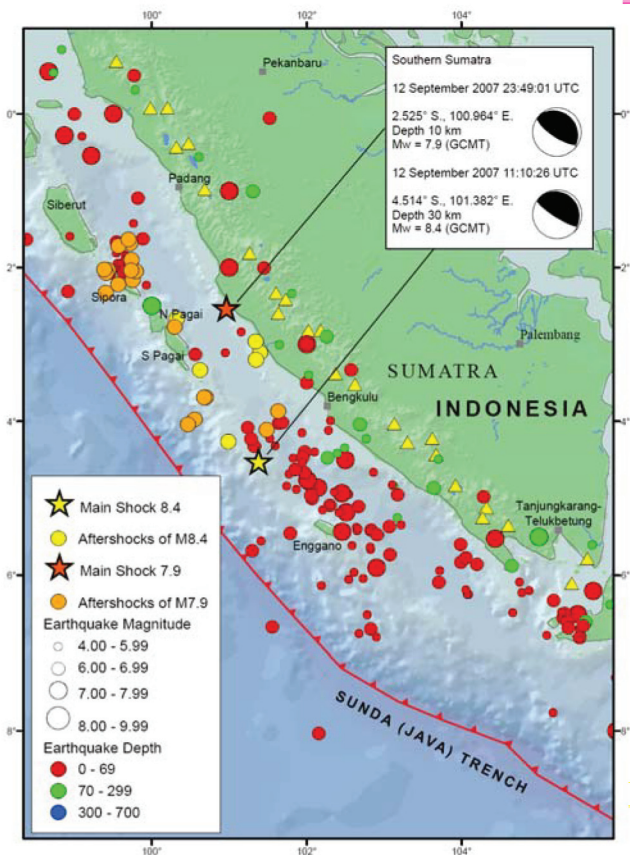 100°
102°
104°
Southern Sumatra
12 September 2007 23:49:01 UTC
2.525° S., 100.964° E.
Depth 10 km
Mw = 7.9 (GCMT)
12 September 2007 11:10:26 UTC
4.514° S., 101.382° E.
Depth 30 km
Mw = 8.4 (GCMT)
Pekanbaru
0°
0°
Padang
Siberut
2°
2°
Sipora
N Pagai
S Pagai
Palembang
SUMATRA
Bengkulu
INDONESIA
4°
4°
Tanjungkarang-
Telukbetung
Enggano
6°
6°
SUNDA (JAVA) TRENCH
8°
8°
Main Shock 8.4
Aftershocks of M8.4
Main Shock 7.9
Aftershocks of M7.9
Earthquake Magnitude
4.00 - 5.99
6.00 - 6.99
7.00 - 7.99
8.00 - 9.99
Earthquake Depth
0 - 69
70 - 299
300 - 700
100°
102°
104°